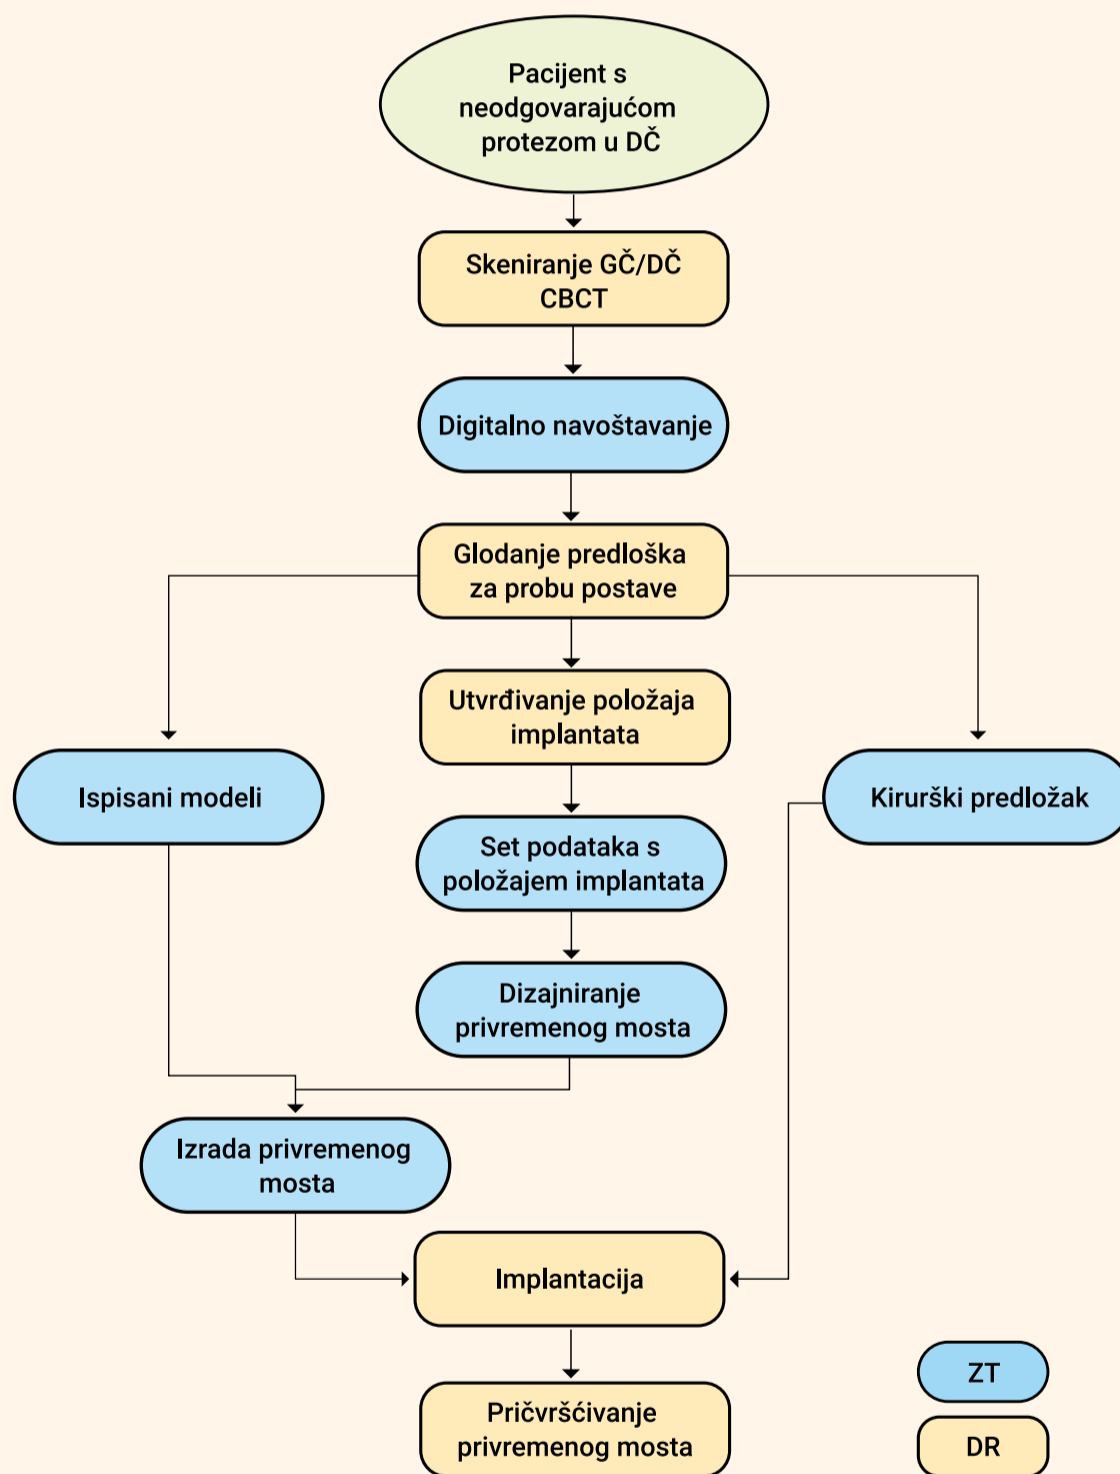 Pacijent s
neodgovarajućom
protezom u DČ
Skeniranje GČ/DČ
CBCT
Digitalno navoštavanje
Glodanje predloška
za probu postave
Utvrđivanje položaja
implantata
Ispisani modeli
Kirurški predložak
Set podataka s
položajem implantata
Dizajniranje
privremenog mosta
Izrada privremenog
mosta
Implantacija
Pričvršćivanje
privremenog mosta
ZT
DR